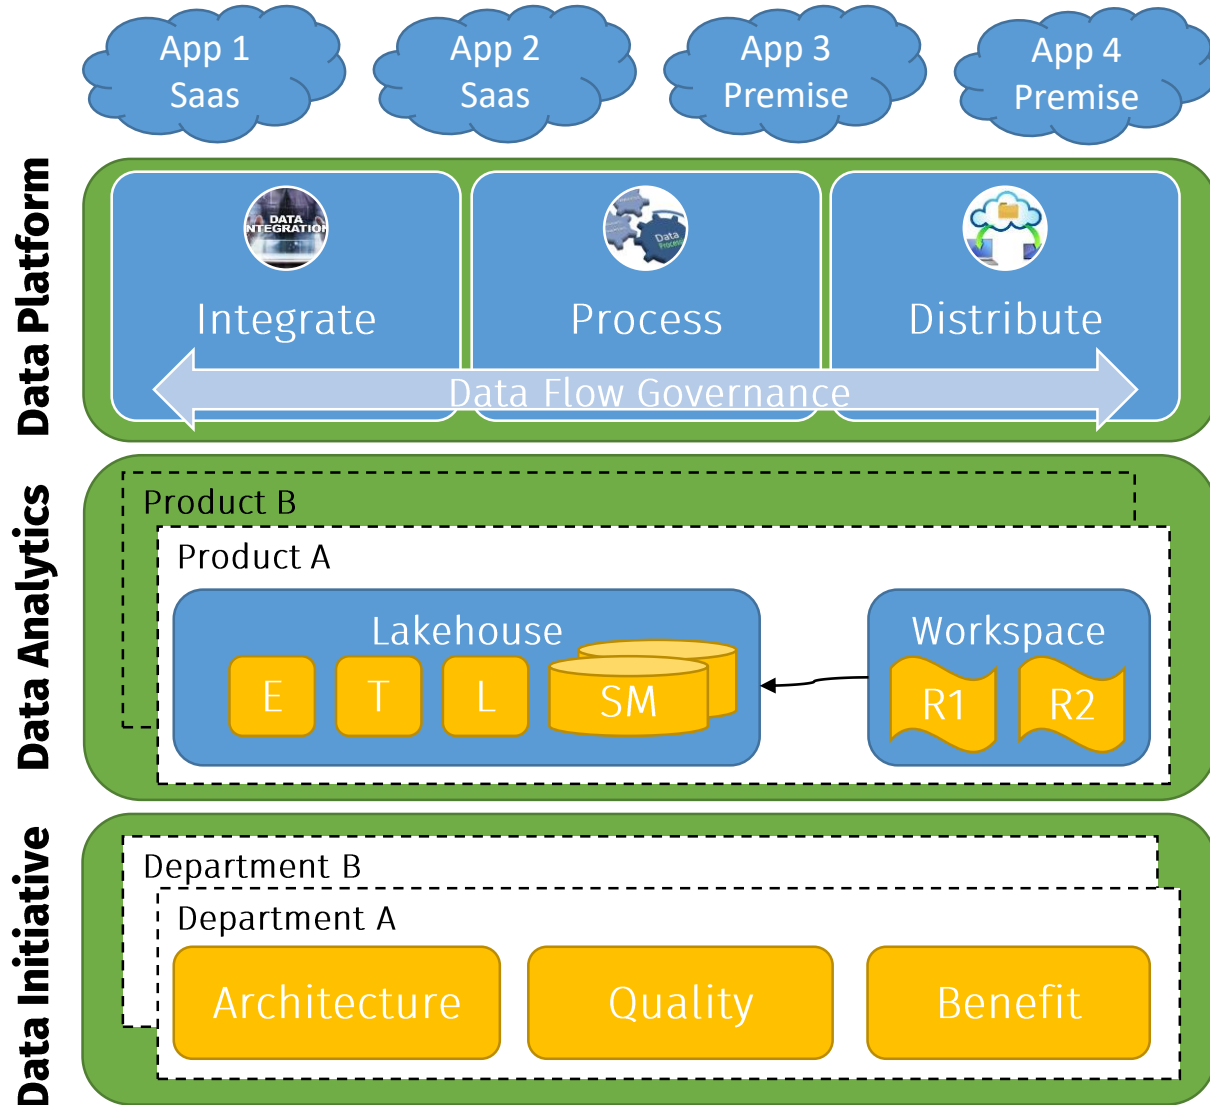 App 1
Saas
App 2
Saas
App 3
Premise
App 4
Premise
Data Platform
DATA
INTEGRATION
Data
Process
Integrate
Process
Distribute
Data Flow Governance
Data Analytics
Product B
Product A
Lakehouse
E
T
L
SM
Workspace
R1
R2
Data Initiative
Department B
Department A
Architecture
Quality
Benefit